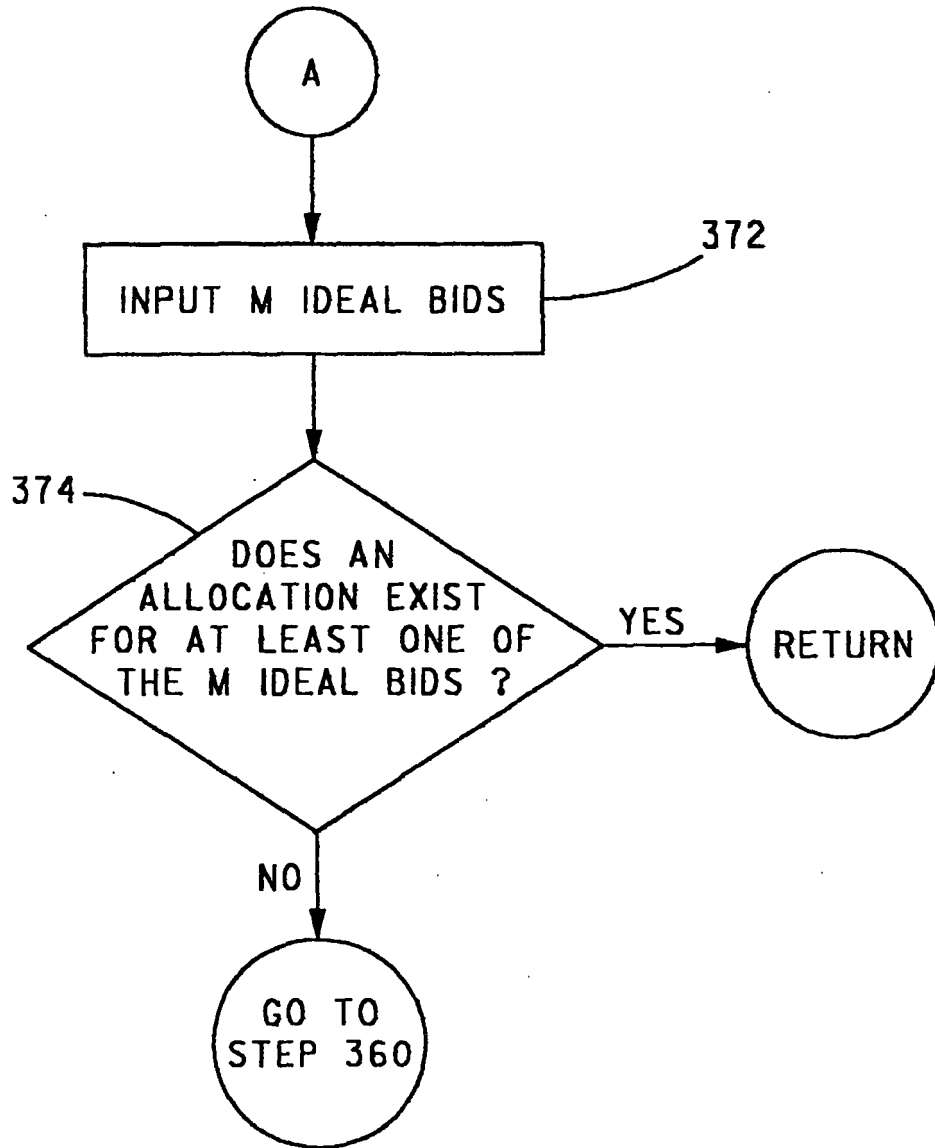 A
372
INPUT M IDEAL BIDS
374
DOES AN
ALLOCATION EXIST
FOR AT LEAST ONE OF
THE M IDEAL BIDS ?
YES
RETURN
NO
GO TO
STEP 360